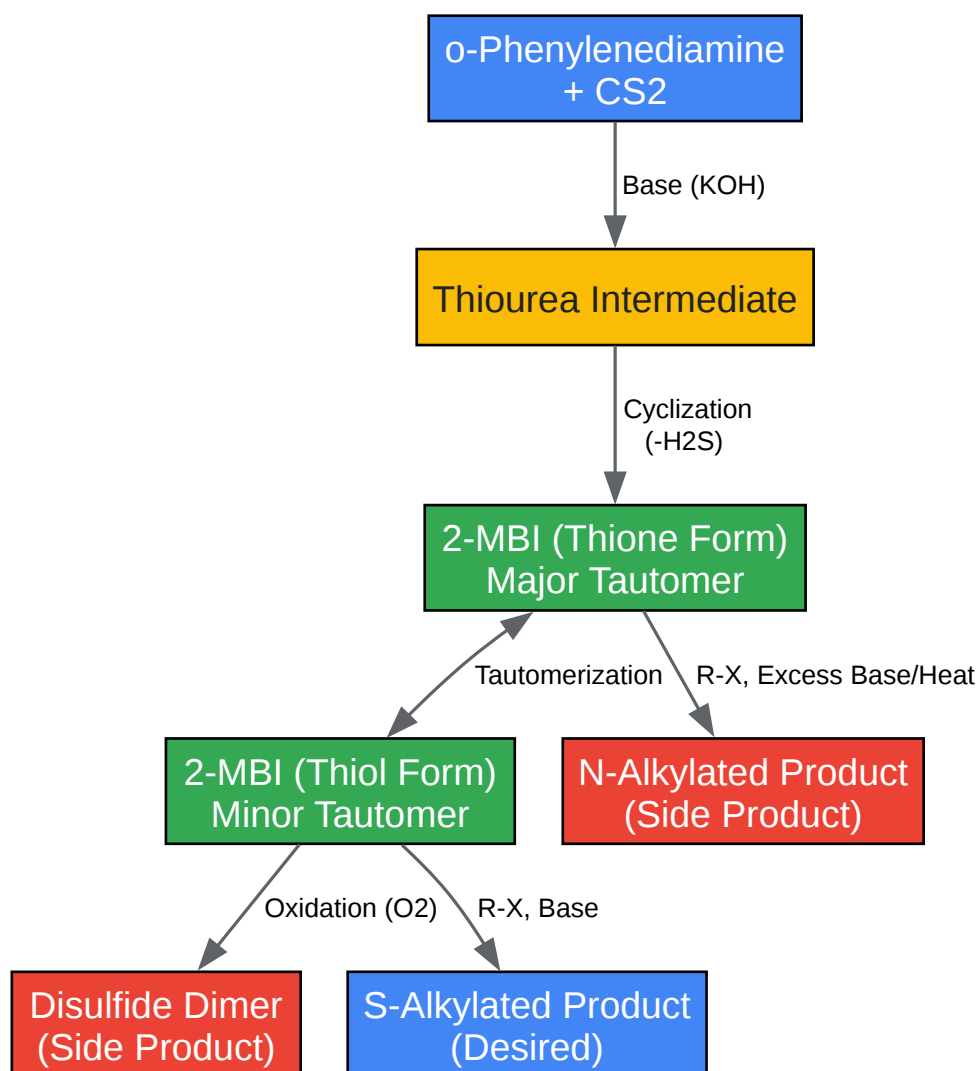 o-Phenylenediamine
+ CS2
Base (KOH)
Thiourea Intermediate
Cyclization
(-H2S)
2-MBI (Thione Form)
Major Tautomer
Tautomerization
R-X, Excess Base/Heat
2-MBI (Thiol Form)
Minor Tautomer
N-Alkylated Product
(Side Product)
Oxidation (O2)
R-X, Base
Disulfide Dimer
(Side Product)
S-Alkylated Product
(Desired)